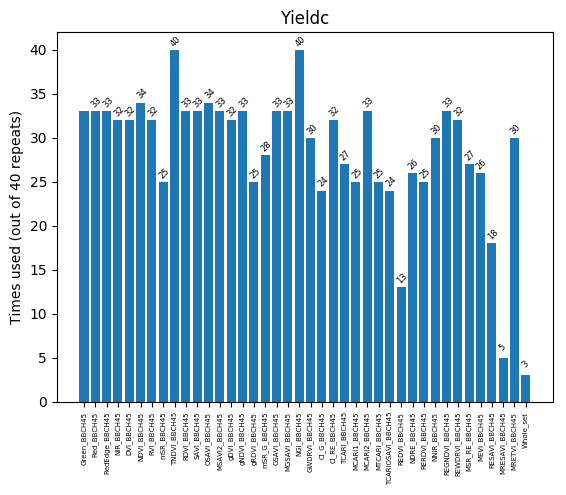 Yieldc
Times used (out of 40 repeats)
40
35
30
25
20
15
10
5
0
33
33
32
32
34
32
25
40
33
33
34
33
32
33
25
28
33
33
40
30
24
32
27
25
33
25
24
13
26
25
30
33
32
27
26
18
5
30
3
Green_BBCH45
Red_BBCH45
RedEdge_BBCH45
NIR_BBCH45
DVI_BBCH45
NDVI_BBCH45
RVI_BBCH45
mSR_BBCH45
TNDVI_BBCH45
RDVI_BBCH45
SAVI_BBCH45
OSAVI_BBCH45
MSAVI2_BBCH45
gDVI_BBCH45
gNDVI_BBCH45
gRDVI_BBCH45
mSR_G_BBCH45
GSAVI_BBCH45
MGSAVI_BBCH45
NGI_BBCH45
GWDRVI_BBCH45
CI_G_BBCH45
CI_RE_BBCH45
TCARI_BBCH45
MCARI1_BBCH45
MCARI2_BBCH45
MTCARI_BBCH45
TCARIOSAVI_BBCH45
REDVI_BBCH45
NDRE_BBCH45
RERDVI_BBCH45
NNIR_BBCH45
REGNDVI_BBCH45
REWDRVI_BBCH45
MSR_RE_BBCH45
MEVI_BBCH45
RESAVI_BBCH45
MRESAVI_BBCH45
MRETVI_BBCH45
Whole_set